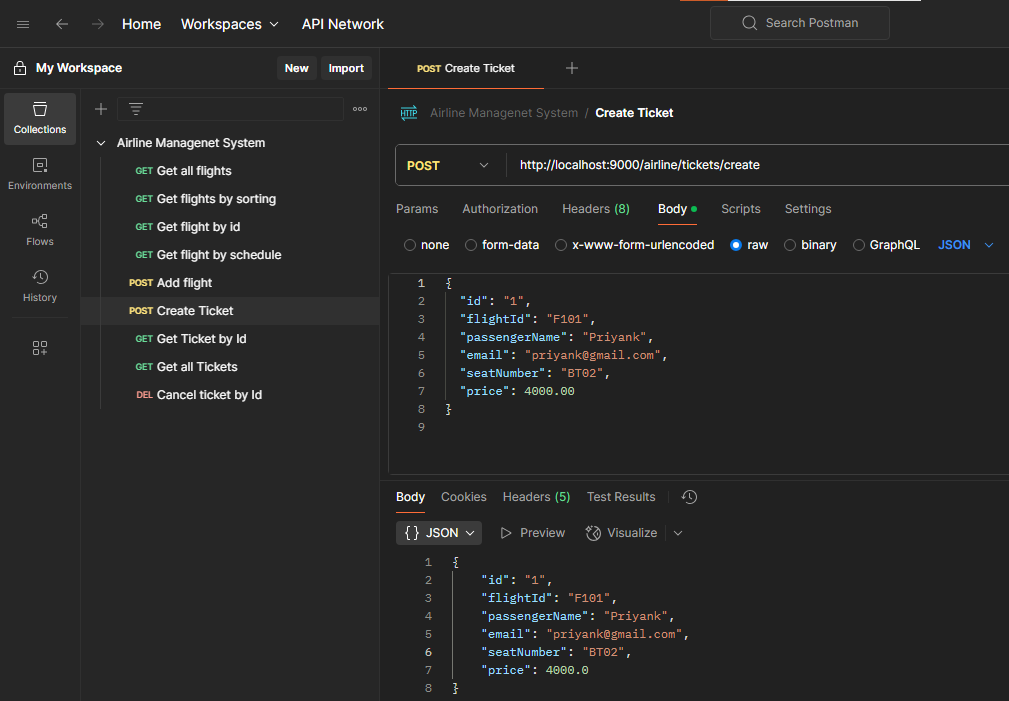 Home Workspaces API Network Search Postman
My Workspace New Import
POST Create Ticket
Collections
Environments
Flows
History
Airline Managenet System
GET Get all flights
GET Get flights by sorting
GET Get flight by id
GET Get flight by schedule
POST Add flight
POST Create Ticket
GET Get Ticket by Id
GET Get all Tickets
DEL Cancel ticket by Id
HTTP Airline Managenet System / Create Ticket
POST http://localhost:9000/airline/tickets/create
Params Authorization Headers (8) Body Scripts Settings
none form-data x-www-form-urlencoded raw binary GraphQL JSON
1 {
2 "id": "1",
3 "flightId": "F101",
4 "passengerName": "Priyank",
5 "email": "priyank@gmail.com",
6 "seatNumber": "BT02",
7 "price": 4000.00
8 }
9
Body Cookies Headers (5) Test Results
{} JSON Preview Visualize
1 {
2 "id": "1",
3 "flightId": "F101",
4 "passengerName": "Priyank",
5 "email": "priyank@gmail.com",
6 "seatNumber": "BT02",
7 "price": 4000.0
8 }